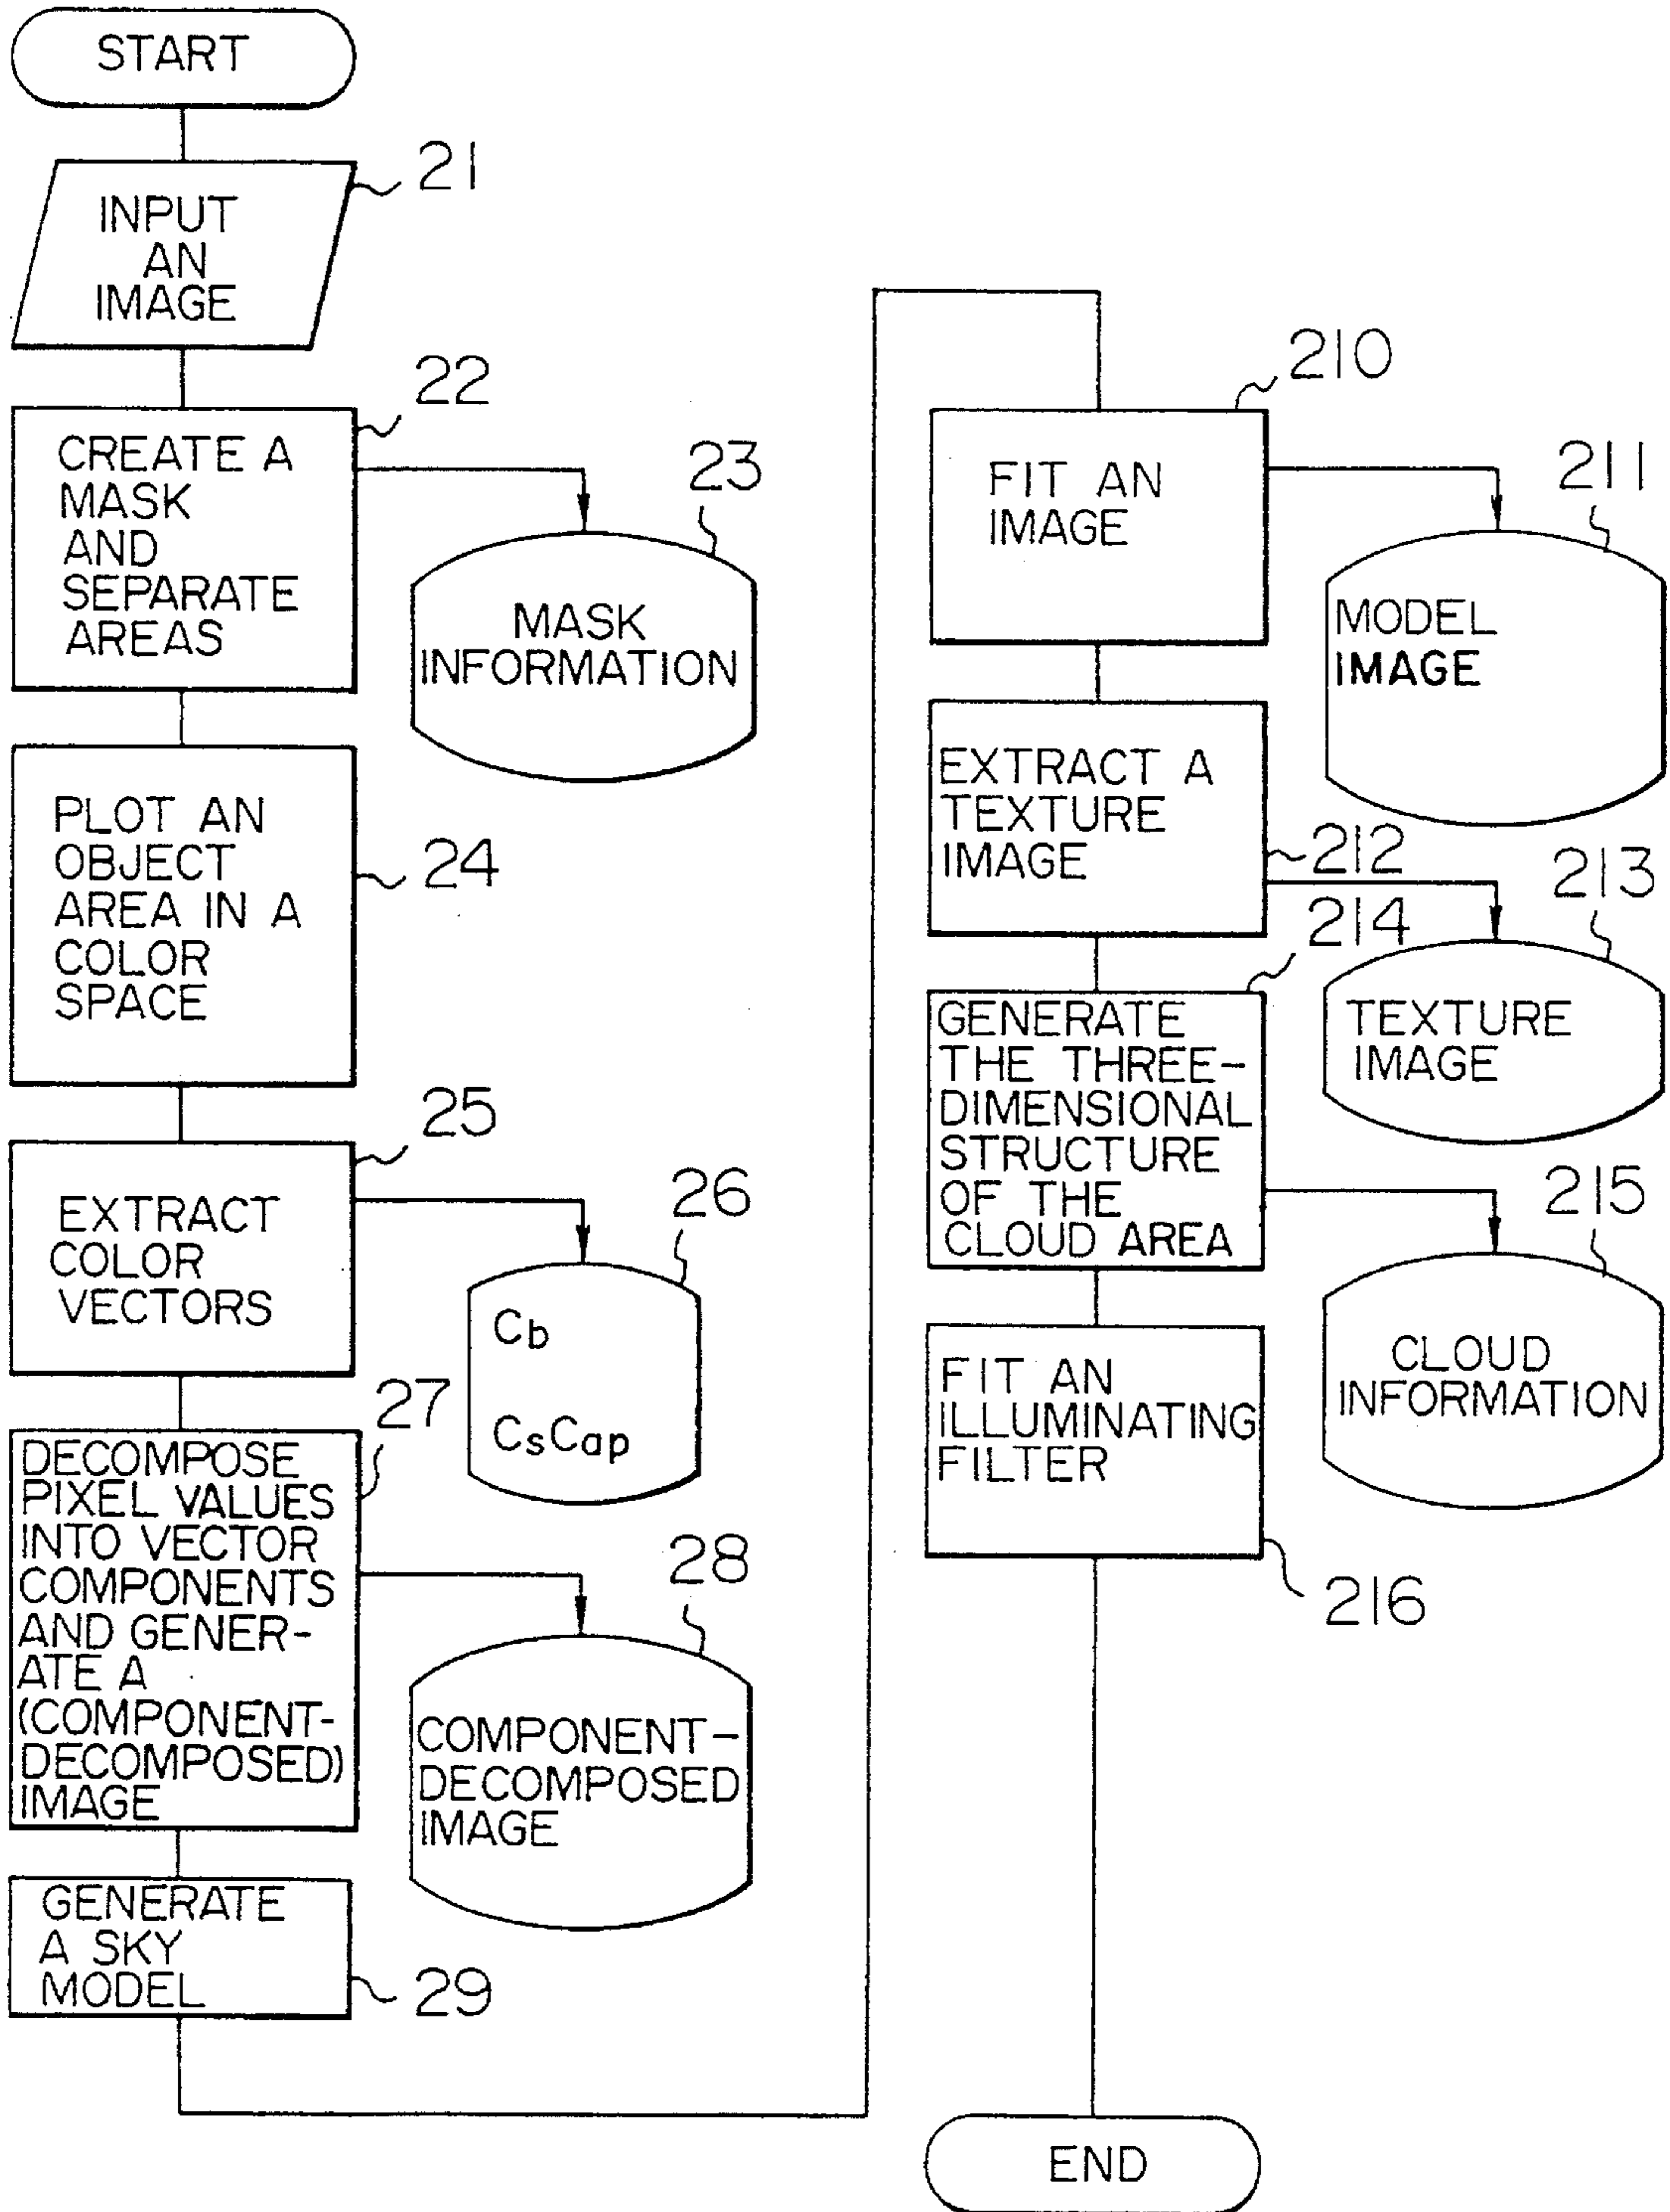 START
21
INPUT
AN
IMAGE
22
CREATE A
MASK
AND
SEPARATE
AREAS
23
MASK
INFORMATION
24
PLOT AN
OBJECT
AREA IN A
COLOR
SPACE
25
EXTRACT
COLOR
VECTORS
26
Cb
CsCap
27
DECOMPOSE
PIXEL VALUES
INTO VECTOR
COMPONENTS
AND GENER-
ATE A
(COMPONENT-
DECOMPOSED)
IMAGE
28
COMPONENT-
DECOMPOSED
IMAGE
GENERATE
A SKY
MODEL
29
210
FIT AN
IMAGE
211
MODEL
IMAGE
EXTRACT A
TEXTURE
IMAGE
212
213
TEXTURE
IMAGE
214
GENERATE
THE THREE-
DIMENSIONAL
STRUCTURE
OF THE
CLOUD AREA
215
CLOUD
INFORMATION
FIT AN
ILLUMINATING
FILTER
216
END